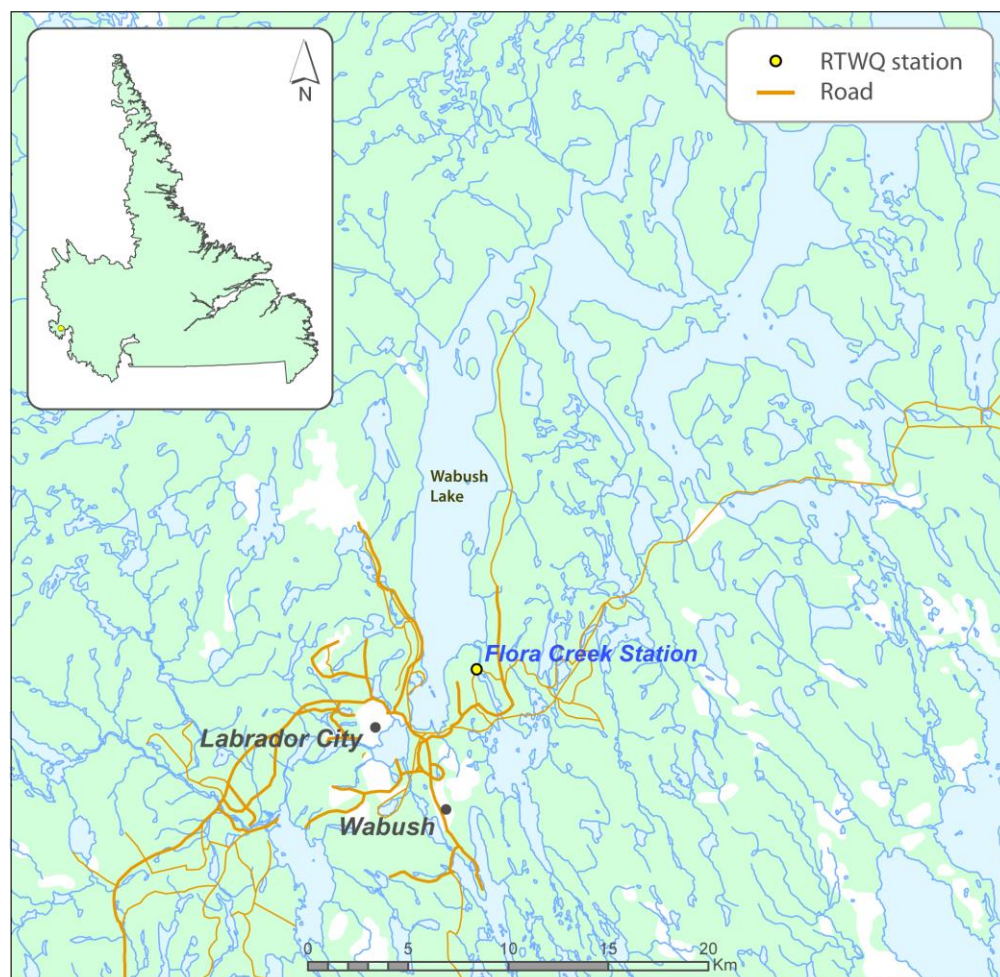 N
RTWQ station
Road
Wabush
Lake
Flora Creek Station
Labrador City
Wabush
0 5 10 15 20
Km